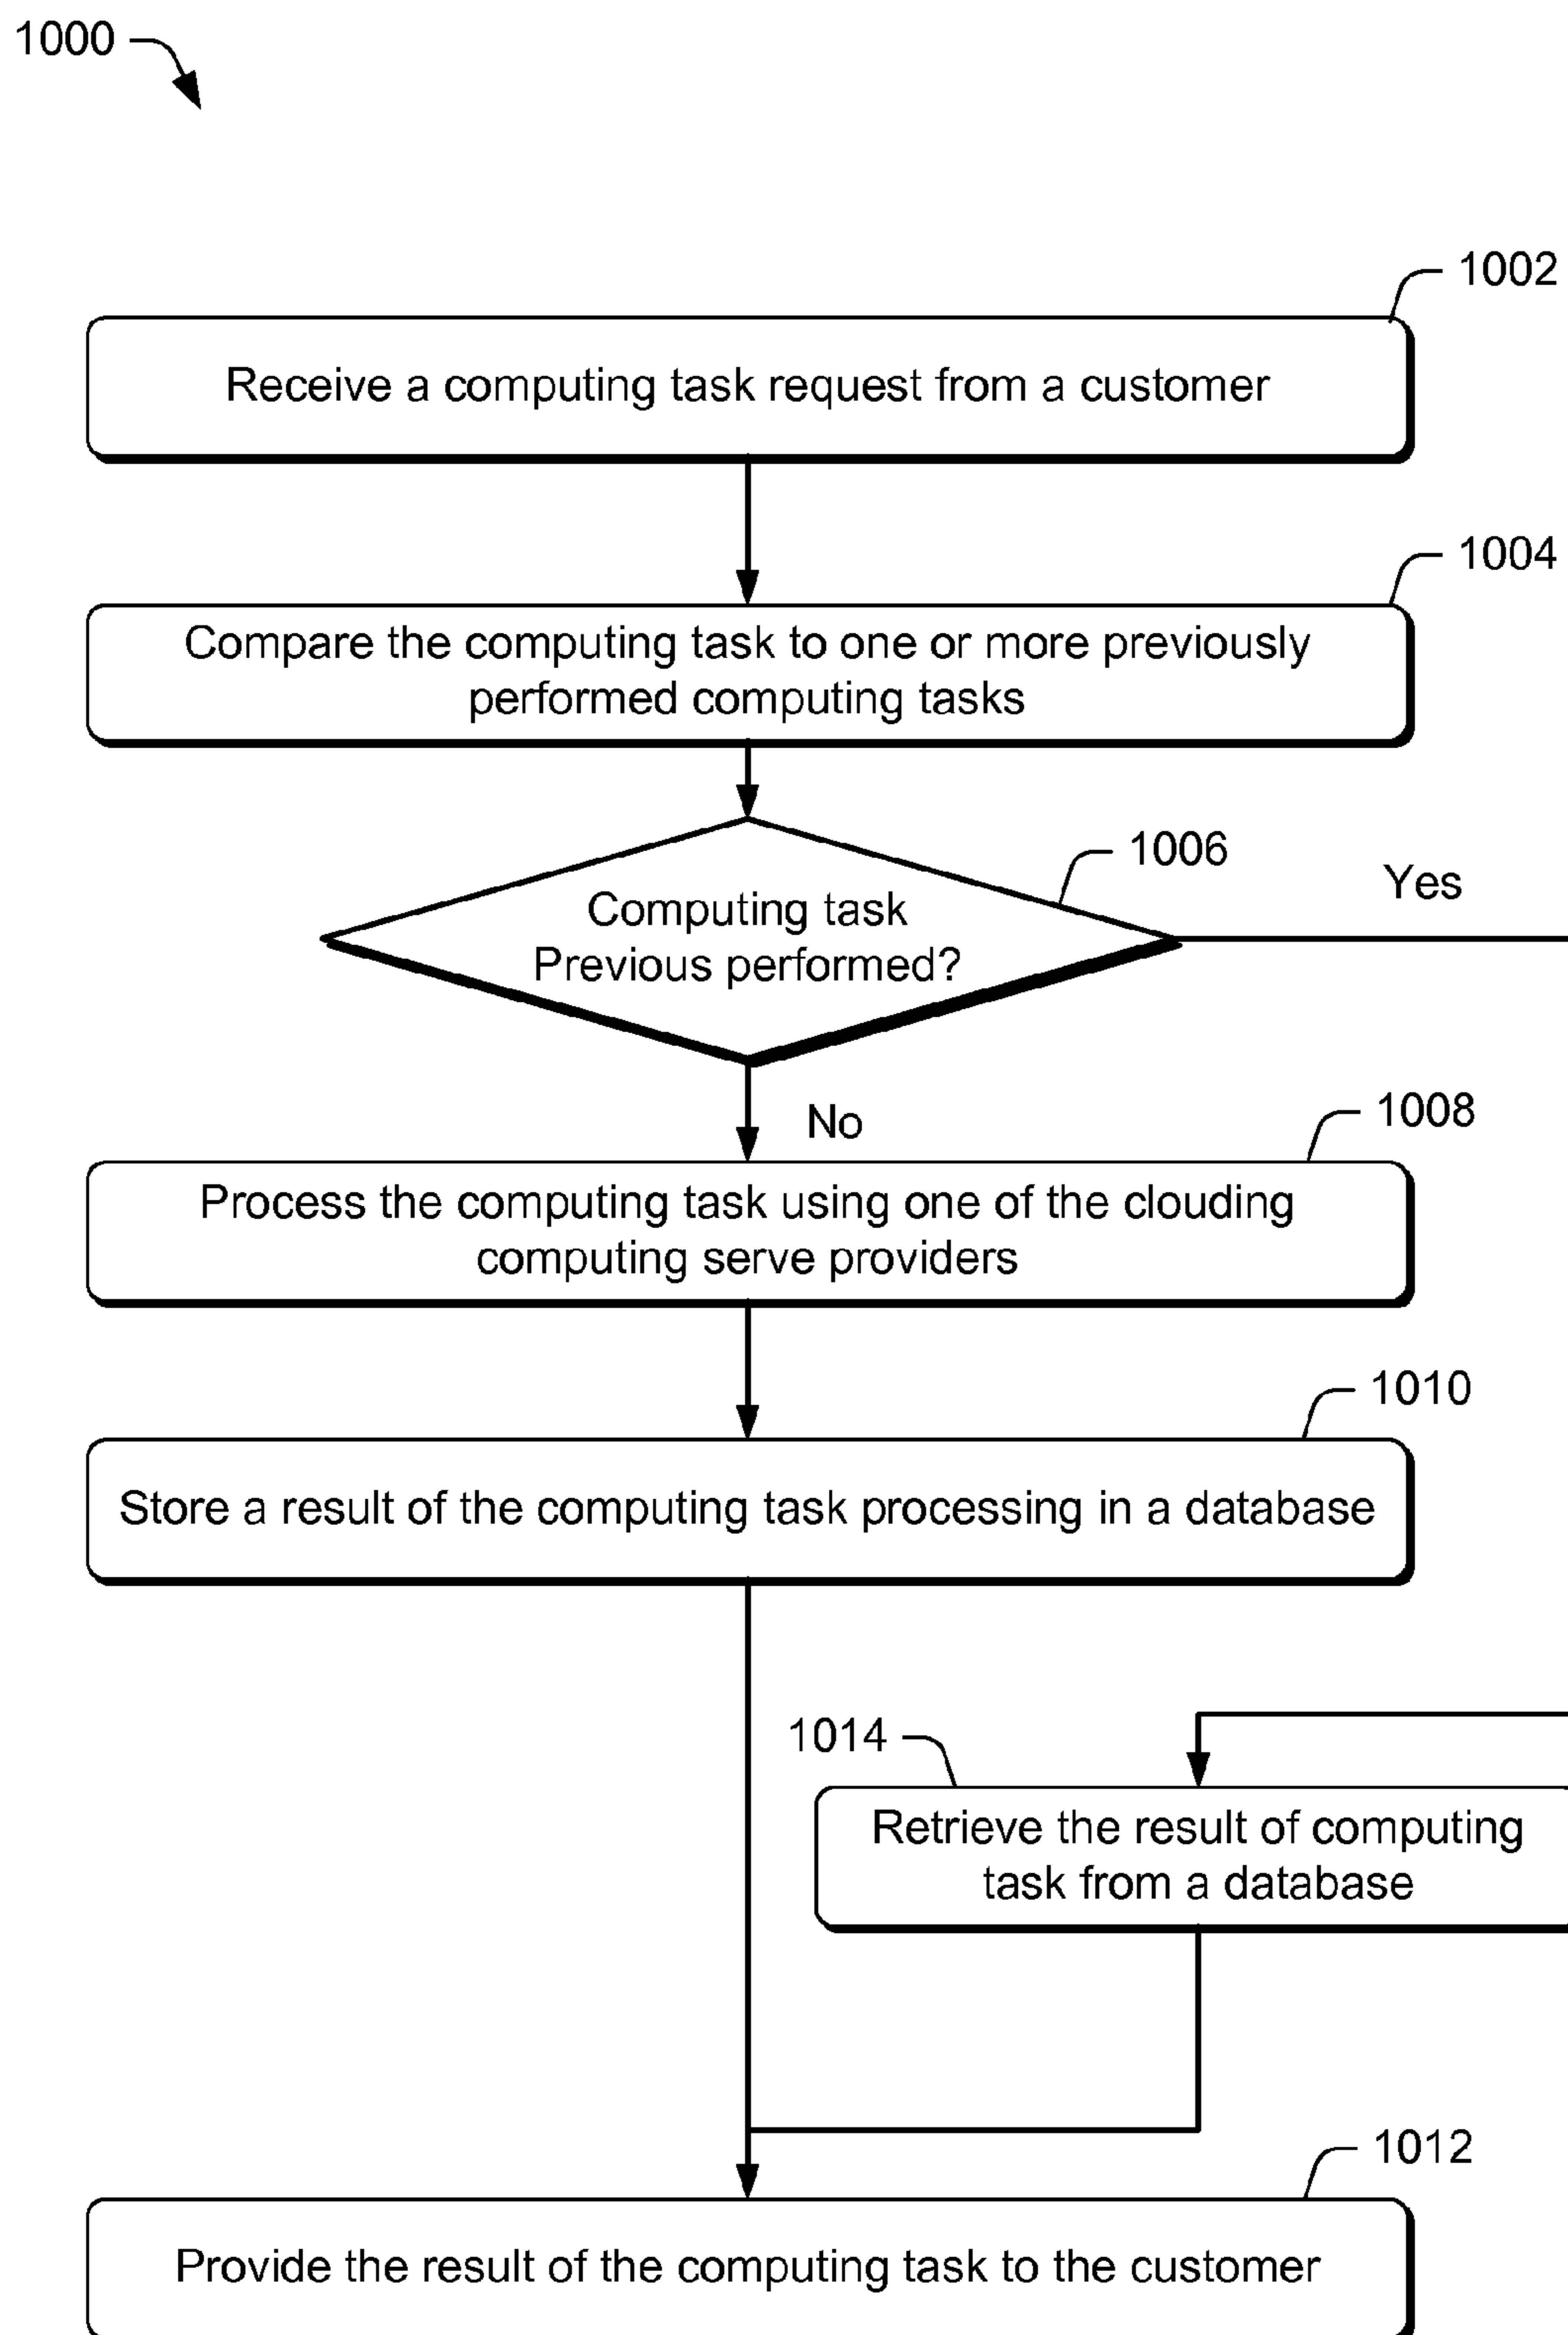 1000
1002
Receive a computing task request from a customer
1004
Compare the computing task to one or more previously
performed computing tasks
1006
Yes
Computing task
Previous performed?
No
1008
Process the computing task using one of the clouding
computing serve providers
1010
Store a result of the computing task processing in a database
1014
Retrieve the result of computing
task from a database
1012
Provide the result of the computing task to the customer